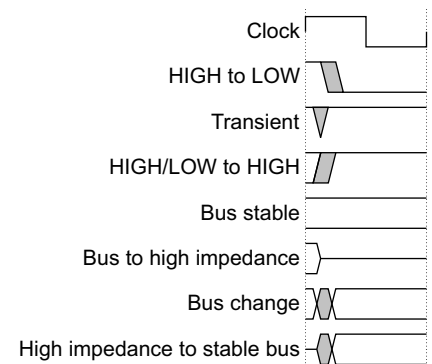 Clock
HIGH to LOW
Transient
HIGH/LOW to HIGH
Bus stable
Bus to high impedance
Bus change
High impedance to stable bus